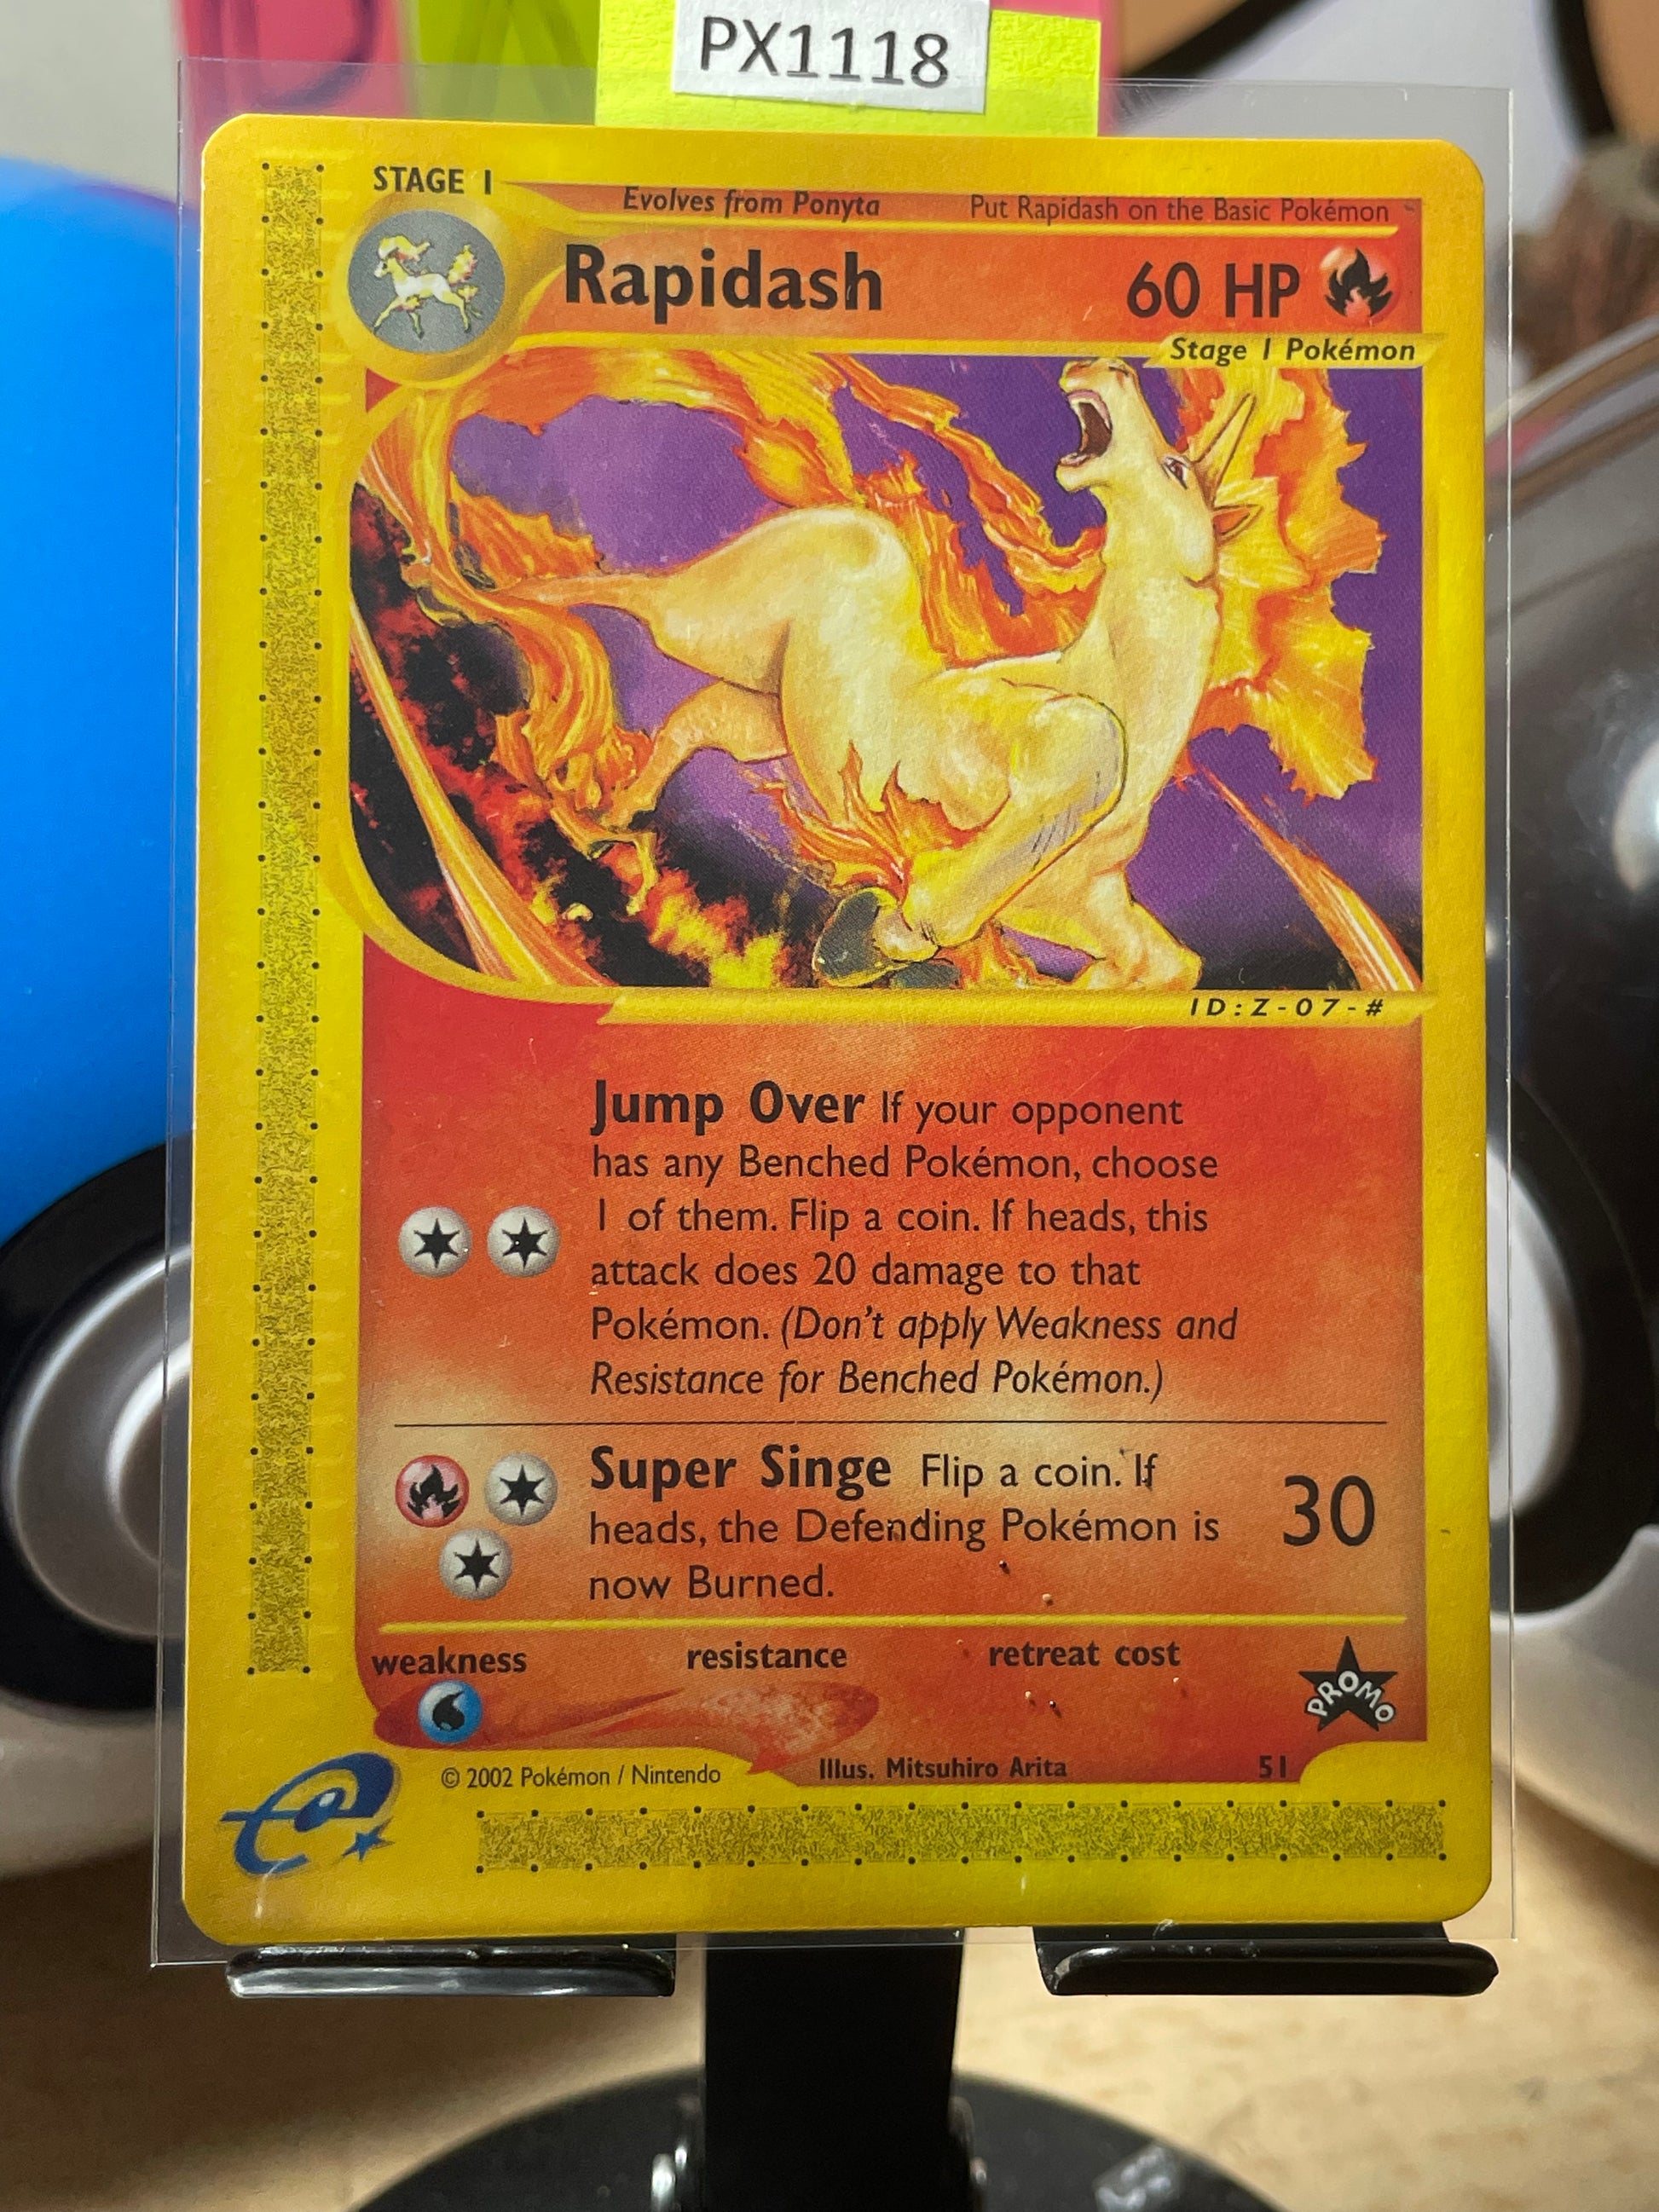 PX1118
STAGE 1
Evolves from Ponyta
Put Rapidash on the Basic Pokémon
Rapidash
60 HP
Stage 1 Pokémon
ID:Z-07-#
Jump Over If your opponent
has any Benched Pokémon, choose
1 of them. Flip a coin. If heads, this
attack does 20 damage to that
Pokémon. (Don't apply Weakness and
Resistance for Benched Pokémon.)
Super Singe Flip a coin. If
heads, the Defending Pokémon is
now Burned.
30
weakness
resistance
retreat cost
PROMO
© 2002 Pokémon / Nintendo
Illus. Mitsuhiro Arita
51
e